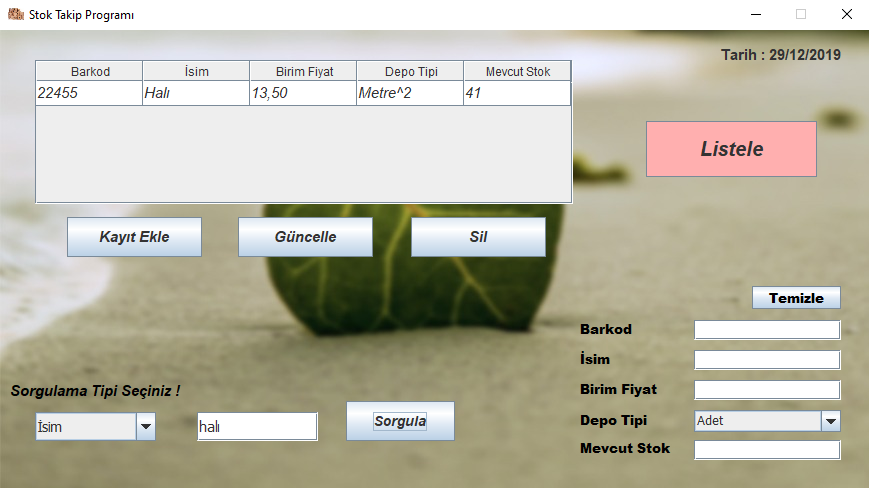 Stok Takip Programı
Tarih : 29/12/2019
Barkod İsim Birim Fiyat Depo Tipi Mevcut Stok
22455 Halı 13,50 Metre^2 41
Listele
Kayıt Ekle Güncelle Sil
Temizle
Barkod
İsim
Birim Fiyat
Depo Tipi Adet
Mevcut Stok
Sorgulama Tipi Seçiniz !
İsim halı Sorgula